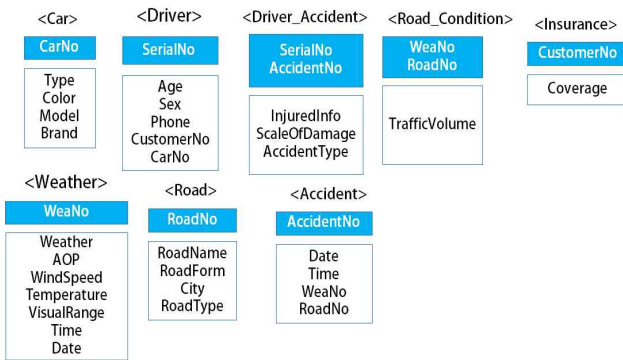 <Car>
CarNo
Type
Color
Model
Brand
<Driver>
SerialNo
Age
Sex
Phone
CustomerNo
CarNo
<Driver_Accident>
SerialNo
AccidentNo
InjuredInfo
ScaleOfDamage
AccidentType
<Road_Condition>
WeaNo
RoadNo
TrafficVolume
<Insurance>
CustomerNo
Coverage
<Weather>
WeaNo
Weather
AOP
WindSpeed
Temperature
VisualRange
Time
Date
<Road>
RoadNo
RoadName
RoadForm
City
RoadType
<Accident>
AccidentNo
Date
Time
WeaNo
RoadNo